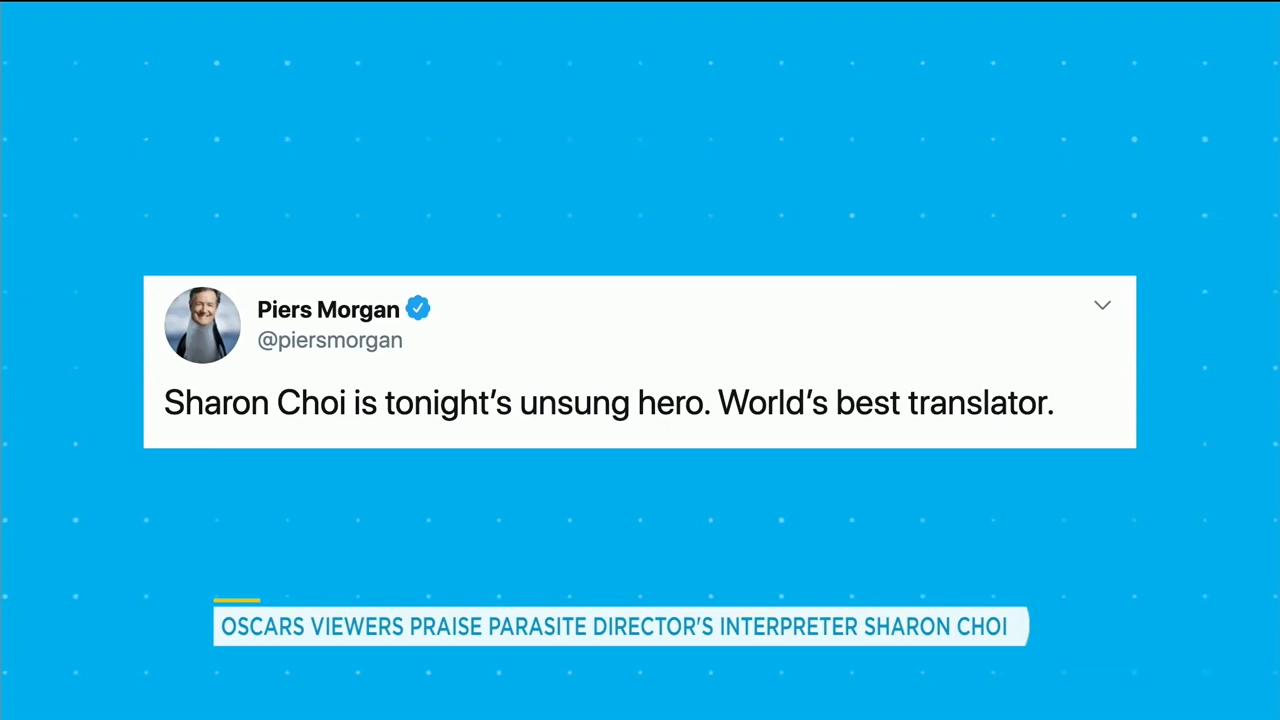 Piers Morgan
@piersmorgan
Sharon Choi is tonight's unsung hero. World's best translator.
OSCARS VIEWERS PRAISE PARASITE DIRECTOR'S INTERPRETER SHARON CHOI